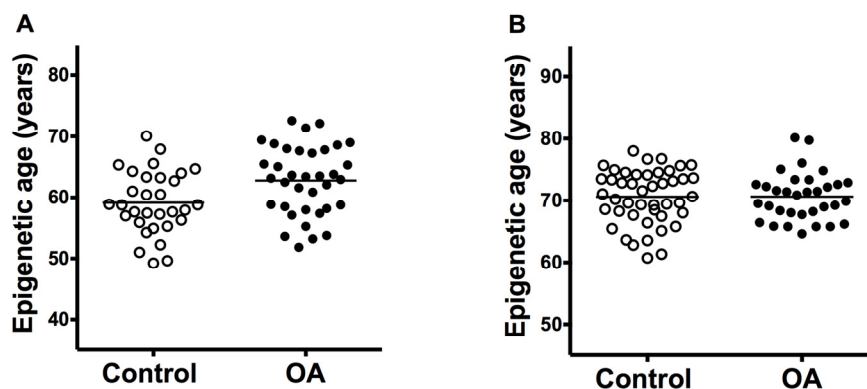 A
Epigenetic age (years)
80
70
60
50
40
Control OA
B
Epigenetic age (years)
90
80
70
60
50
Control OA